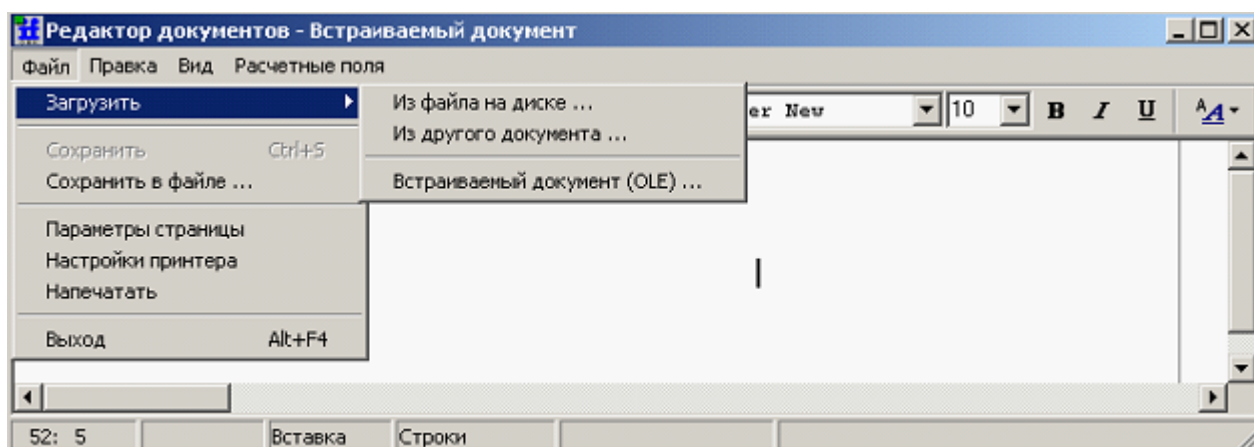 Редактор документов - Встраиваемый документ
Файл Правка Вид Расчетные поля
Загрузить
Из файла на диске ...
er New 10 B I U AA
Из другого документа ...
Сохранить Ctrl+S
Сохранить в файле ...
Встраиваемый документ (OLE) ...
Параметры страницы
Настройки принтера
Напечатать
Выход Alt+F4
52: 5 Вставка Строки